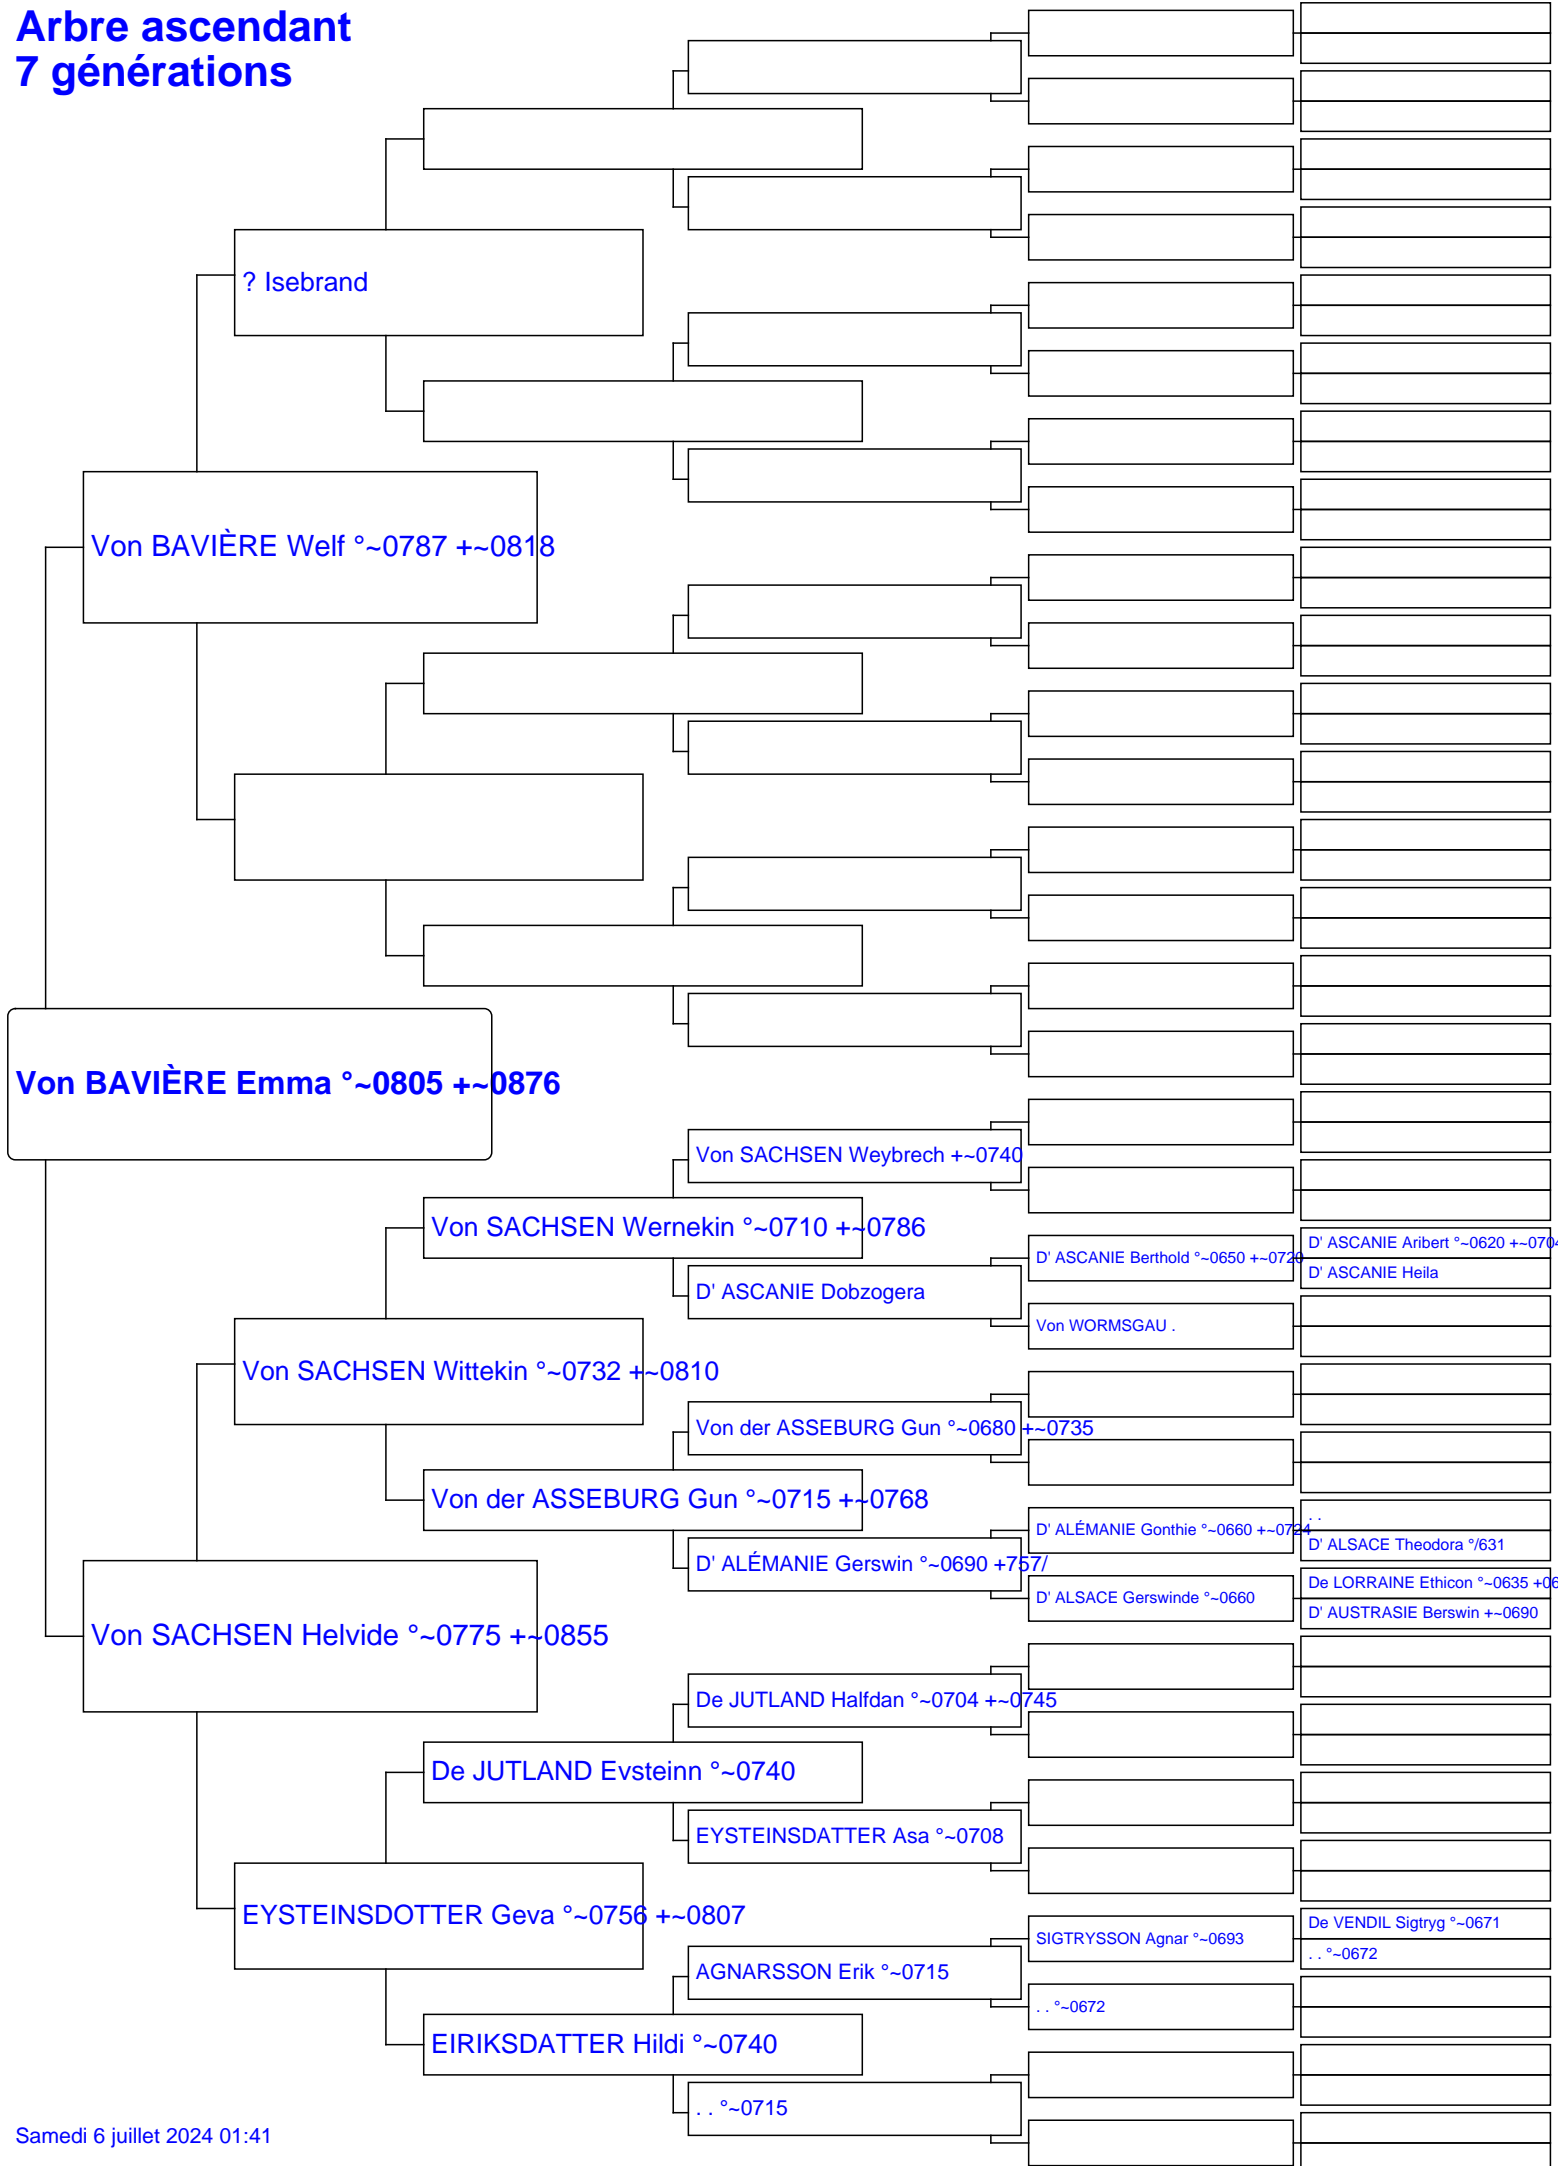 Arbre ascendant
7 générations
? Isebrand
Von BAVIÈRE Welf °~0787 +~0818
Von BAVIÈRE Emma °~0805 +~0876
Von SACHSEN Weybrech +~0740
Von SACHSEN Wernekin °~0710 +~0786
D' ASCANIE Berthold °~0650 +~0720
D' ASCANIE Aribert °~0620 +~0704
D' ASCANIE Heila
D' ASCANIE Dobzogera
Von WORMSGAU .
Von SACHSEN Wittekin °~0732 +~0810
Von der ASSEBURG Gun °~0680 +~0735
Von der ASSEBURG Gun °~0715 +~0768
D' ALÉMANIE Gonthie °~0660 +~0724
. .
D' ALSACE Theodora °/631
D' ALÉMANIE Gerswin °~0690 +757/
De LORRAINE Ethicon °~0635 +06
D' ALSACE Gerswinde °~0660
D' AUSTRASIE Berswin +~0690
Von SACHSEN Helvide °~0775 +~0855
De JUTLAND Halfdan °~0704 +~0745
De JUTLAND Evsteinn °~0740
EYSTEINSDATTER Asa °~0708
EYSTEINSDOTTER Geva °~0756 +~0807
De VENDIL Sigtryg °~0671
SIGTRYSSON Agnar °~0693
. . °~0672
AGNARSSON Erik °~0715
. . °~0672
EIRIKSDATTER Hildi °~0740
. . °~0715
Samedi 6 juillet 2024 01:41